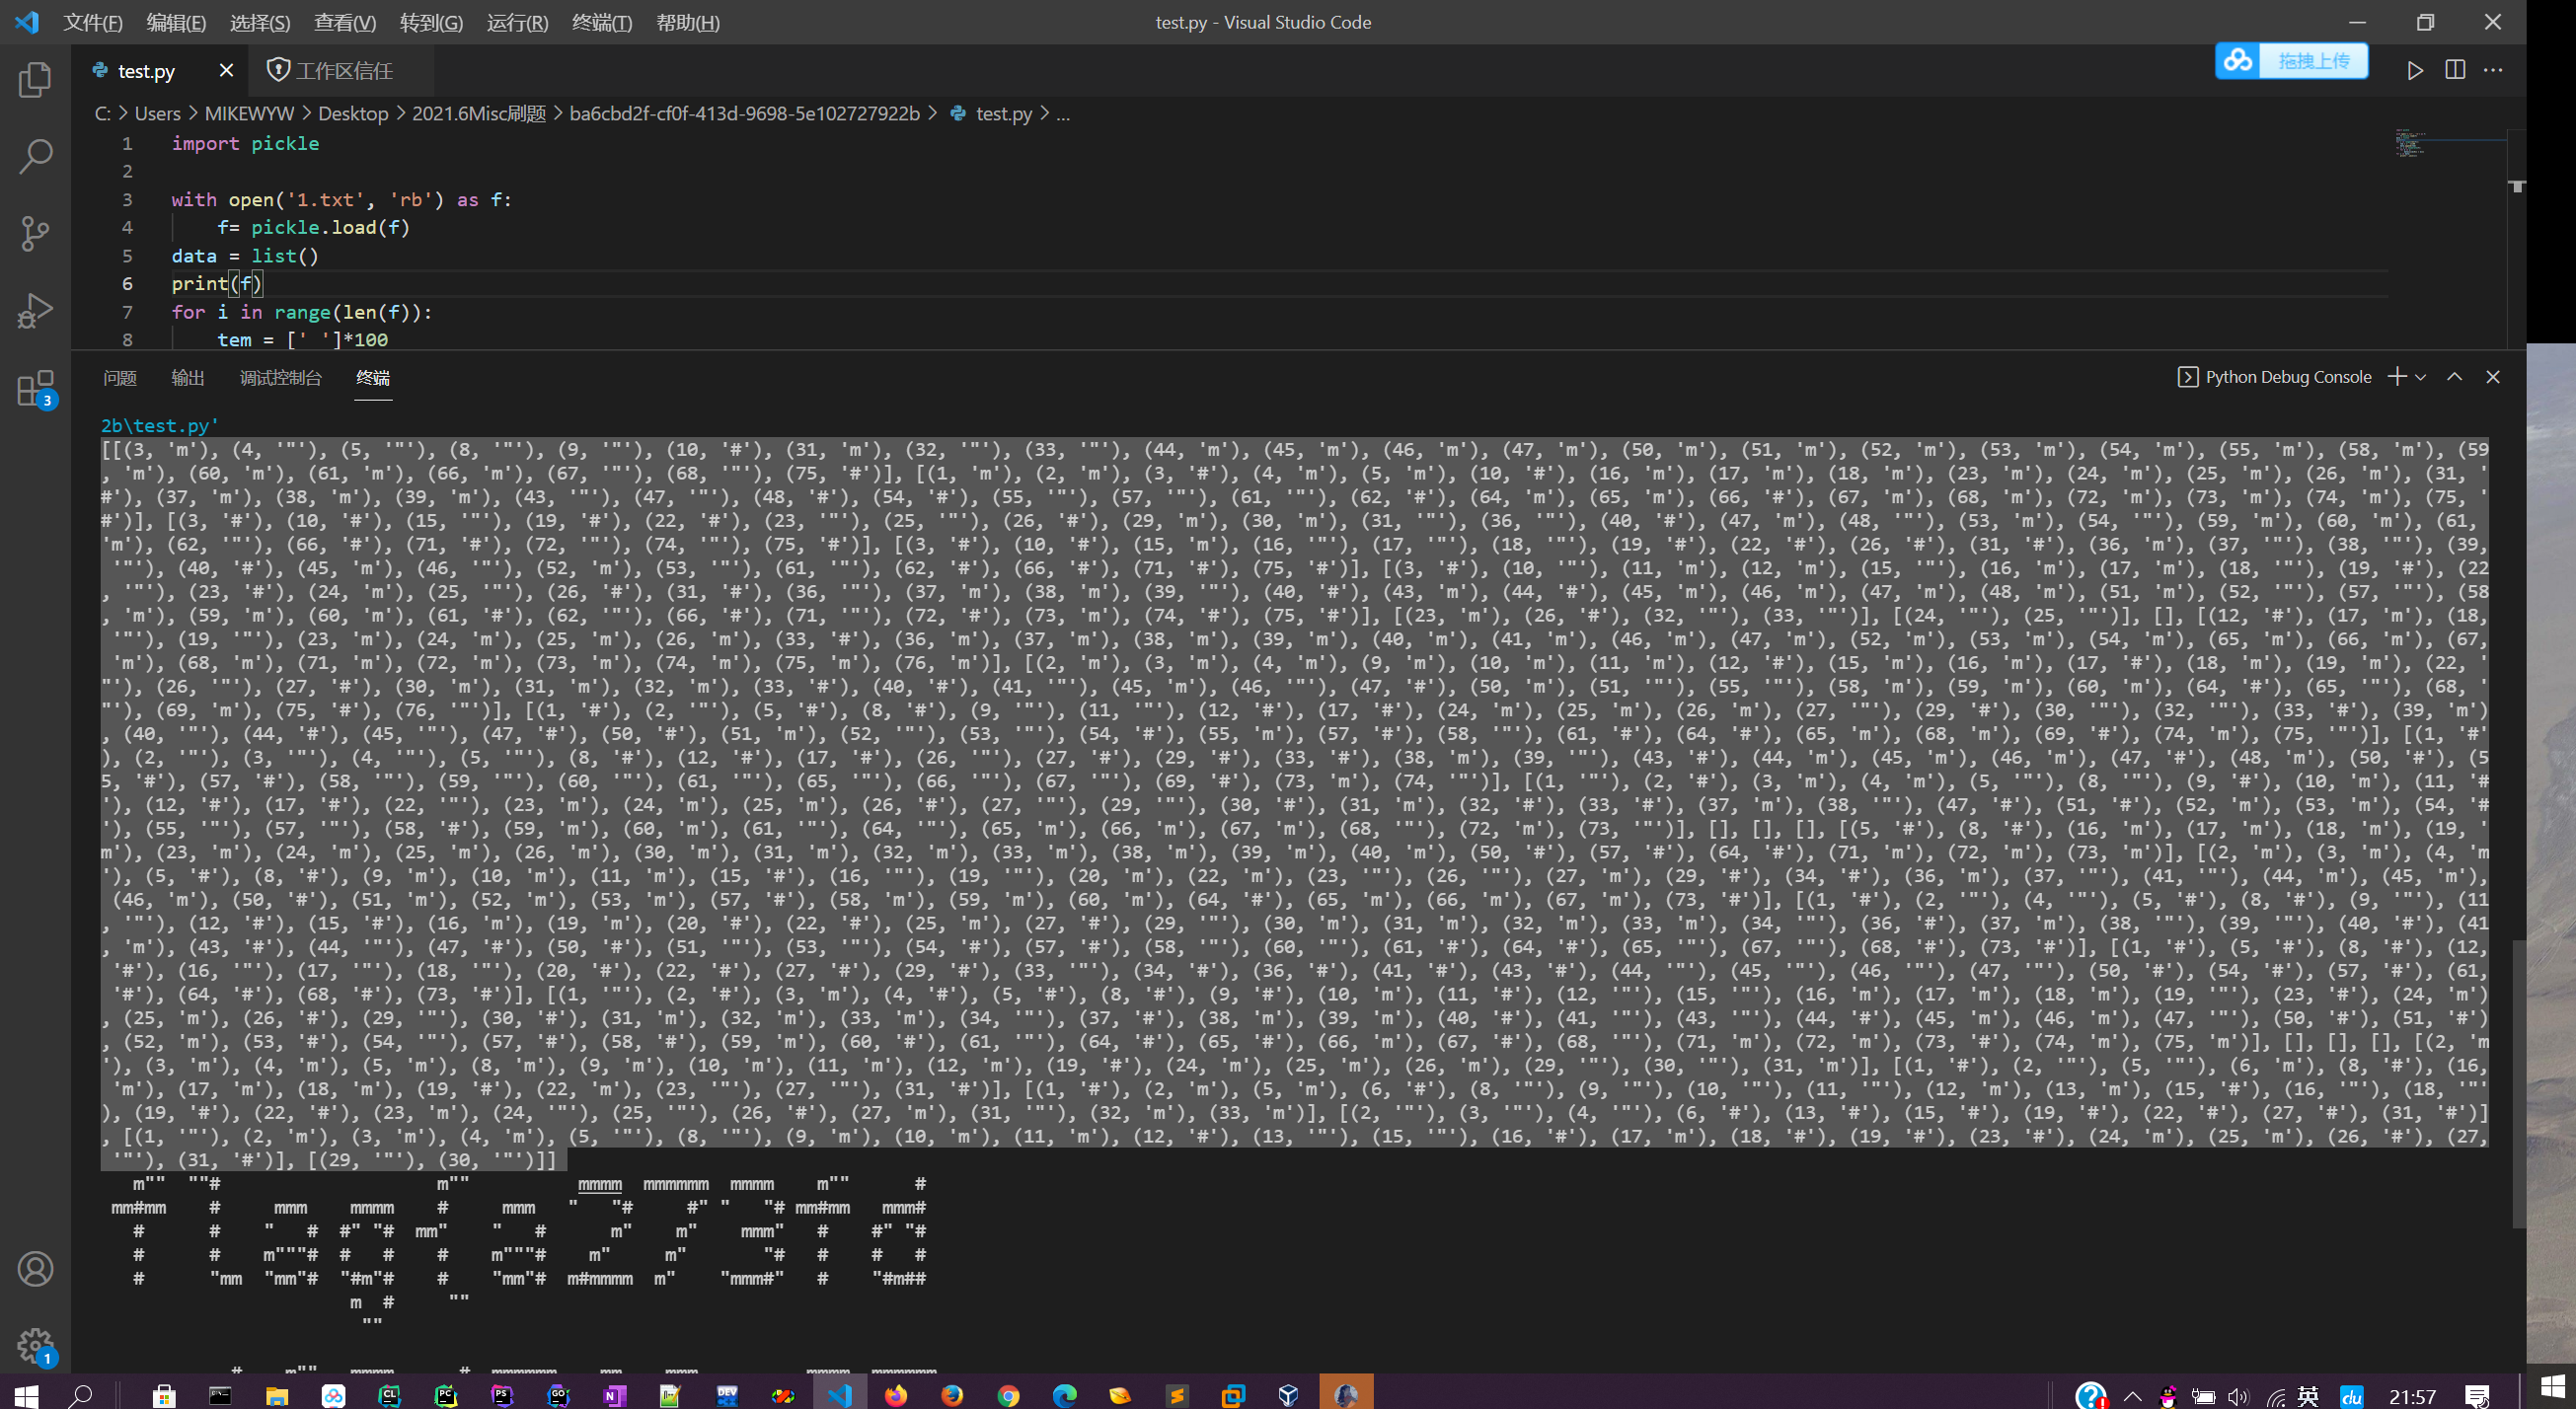 文件(F) 编辑(E) 选择(S) 查看(V) 转到(G) 运行(R) 终端(T) 帮助(H) test.py - Visual Studio Code
test.py 工作区信任 拖拽上传
C: > Users > MIKEWYW > Desktop > 2021.6Misc刷题 > ba6cbd2f-cf0f-413d-9698-5e102727922b > test.py > ...
1 import pickle
2
3 with open('1.txt', 'rb') as f:
4 f= pickle.load(f)
5 data = list()
6 print(f)
7 for i in range(len(f)):
8 tem = [' ']*100
问题 输出 调试控制台 终端 Python Debug Console
2b\test.py'
[[(3, 'm'), (4, '"'), (5, '"'), (8, '"'), (9, '"'), (10, '#'), (31, 'm'), (32, '"'), (33, '"'), (44, 'm'), (45, 'm'), (46, 'm'), (47, 'm'), (50, 'm'), (51, 'm'), (52, 'm'), (53, 'm'), (54, 'm'), (55, 'm'), (58, 'm'), (59
, 'm'), (60, 'm'), (61, 'm'), (66, 'm'), (67, '"'), (68, '"'), (75, '#')], [(1, 'm'), (2, 'm'), (3, '#'), (4, 'm'), (5, 'm'), (10, '#'), (16, 'm'), (17, 'm'), (18, 'm'), (23, 'm'), (24, 'm'), (25, 'm'), (26, 'm'), (31, '
#'), (37, 'm'), (38, 'm'), (39, 'm'), (43, '"'), (47, '"'), (48, '#'), (54, '#'), (55, '"'), (57, '"'), (61, '"'), (62, '#'), (64, 'm'), (65, 'm'), (66, '#'), (67, 'm'), (68, 'm'), (72, 'm'), (73, 'm'), (74, 'm'), (75, '
#')], [(3, '#'), (10, '#'), (15, '"'), (19, '#'), (22, '#'), (23, '"'), (25, '"'), (26, '#'), (29, 'm'), (30, 'm'), (31, '"'), (36, '"'), (40, '#'), (47, 'm'), (48, '"'), (53, 'm'), (54, '"'), (59, 'm'), (60, 'm'), (61,
'm'), (62, '"'), (66, '#'), (71, '#'), (72, '"'), (74, '"'), (75, '#')], [(3, '#'), (10, '#'), (15, 'm'), (16, '"'), (17, '"'), (18, '"'), (19, '#'), (22, '#'), (26, '#'), (31, '#'), (36, 'm'), (37, '"'), (38, '"'), (39,
'"'), (40, '#'), (45, 'm'), (46, '"'), (52, 'm'), (53, '"'), (61, '"'), (62, '#'), (66, '#'), (71, '#'), (75, '#')], [(3, '#'), (10, '"'), (11, 'm'), (12, 'm'), (15, '"'), (16, 'm'), (17, 'm'), (18, '"'), (19, '#'), (22
, '"'), (23, '#'), (24, 'm'), (25, '"'), (26, '#'), (31, '#'), (36, '"'), (37, 'm'), (38, 'm'), (39, '"'), (40, '#'), (43, 'm'), (44, '#'), (45, 'm'), (46, 'm'), (47, 'm'), (48, 'm'), (51, 'm'), (52, '"'), (57, '"'), (58
, 'm'), (59, 'm'), (60, 'm'), (61, '#'), (62, '"'), (66, '#'), (71, '"'), (72, '#'), (73, 'm'), (74, '#'), (75, '#')], [(23, 'm'), (26, '#'), (32, '"'), (33, '"')], [(24, '"'), (25, '"')], [], [(12, '#'), (17, 'm'), (18,
'"'), (19, '"'), (23, 'm'), (24, 'm'), (25, 'm'), (26, 'm'), (33, '#'), (36, 'm'), (37, 'm'), (38, 'm'), (39, 'm'), (40, 'm'), (41, 'm'), (46, 'm'), (47, 'm'), (52, 'm'), (53, 'm'), (54, 'm'), (65, 'm'), (66, 'm'), (67,
'm'), (68, 'm'), (71, 'm'), (72, 'm'), (73, 'm'), (74, 'm'), (75, 'm'), (76, 'm')], [(2, 'm'), (3, 'm'), (4, 'm'), (9, 'm'), (10, 'm'), (11, 'm'), (12, '#'), (15, 'm'), (16, 'm'), (17, '#'), (18, 'm'), (19, 'm'), (22, '
"'), (26, '"'), (27, '#'), (30, 'm'), (31, 'm'), (32, 'm'), (33, '#'), (40, '#'), (41, '"'), (45, 'm'), (46, '"'), (47, '#'), (50, 'm'), (51, '"'), (55, '"'), (58, 'm'), (59, 'm'), (60, 'm'), (64, '#'), (65, '"'), (68, '
"'), (69, 'm'), (75, '#'), (76, '"')], [(1, '#'), (2, '"'), (5, '#'), (8, '#'), (9, '"'), (11, '"'), (12, '#'), (17, '#'), (24, 'm'), (25, 'm'), (26, 'm'), (27, '"'), (29, '#'), (30, '"'), (32, '"'), (33, '#'), (39, 'm')
, (40, '"'), (44, '#'), (45, '"'), (47, '#'), (50, '#'), (51, 'm'), (52, '"'), (53, '"'), (54, '#'), (55, 'm'), (57, '#'), (58, '"'), (61, '#'), (64, '#'), (65, 'm'), (68, 'm'), (69, '#'), (74, 'm'), (75, '"')], [(1, '#'
), (2, '"'), (3, '"'), (4, '"'), (5, '"'), (8, '#'), (12, '#'), (17, '#'), (26, '"'), (27, '#'), (29, '#'), (33, '#'), (38, 'm'), (39, '"'), (43, '#'), (44, 'm'), (45, 'm'), (46, 'm'), (47, '#'), (48, 'm'), (50, '#'), (5
5, '#'), (57, '#'), (58, '"'), (59, '"'), (60, '"'), (61, '"'), (65, '"'), (66, '"'), (67, '"'), (69, '#'), (73, 'm'), (74, '"')], [(1, '"'), (2, '#'), (3, 'm'), (4, 'm'), (5, '"'), (8, '"'), (9, '#'), (10, 'm'), (11, '#
'), (12, '#'), (17, '#'), (22, '"'), (23, 'm'), (24, 'm'), (25, 'm'), (26, '#'), (27, '"'), (29, '"'), (30, '#'), (31, 'm'), (32, '#'), (33, '#'), (37, 'm'), (38, '"'), (47, '#'), (51, '#'), (52, 'm'), (53, 'm'), (54, '#
'), (55, '"'), (57, '"'), (58, '#'), (59, 'm'), (60, 'm'), (61, '"'), (64, '"'), (65, 'm'), (66, 'm'), (67, 'm'), (68, '"'), (72, 'm'), (73, '"')], [], [], [], [(5, '#'), (8, '#'), (16, 'm'), (17, 'm'), (18, 'm'), (19, '
m'), (23, 'm'), (24, 'm'), (25, 'm'), (26, 'm'), (30, 'm'), (31, 'm'), (32, 'm'), (33, 'm'), (38, 'm'), (39, 'm'), (40, 'm'), (50, '#'), (57, '#'), (64, '#'), (71, 'm'), (72, 'm'), (73, 'm')], [(2, 'm'), (3, 'm'), (4, 'm
'), (5, '#'), (8, '#'), (9, 'm'), (10, 'm'), (11, 'm'), (15, '#'), (16, '"'), (19, '"'), (20, 'm'), (22, 'm'), (23, '"'), (26, '"'), (27, 'm'), (29, '#'), (34, '#'), (36, 'm'), (37, '"'), (41, '"'), (44, 'm'), (45, 'm'),
(46, 'm'), (50, '#'), (51, 'm'), (52, 'm'), (53, 'm'), (57, '#'), (58, 'm'), (59, 'm'), (60, 'm'), (64, '#'), (65, 'm'), (66, 'm'), (67, 'm'), (73, '#')], [(1, '#'), (2, '"'), (4, '"'), (5, '#'), (8, '#'), (9, '"'), (11
, '"'), (12, '#'), (15, '#'), (16, 'm'), (19, 'm'), (20, '#'), (22, '#'), (25, 'm'), (27, '#'), (29, '"'), (30, 'm'), (31, 'm'), (32, 'm'), (33, 'm'), (34, '"'), (36, '#'), (37, 'm'), (38, '"'), (39, '"'), (40, '#'), (41
, 'm'), (43, '#'), (44, '"'), (47, '#'), (50, '#'), (51, '"'), (53, '"'), (54, '#'), (57, '#'), (58, '"'), (60, '"'), (61, '#'), (64, '#'), (65, '"'), (67, '"'), (68, '#'), (73, '#')], [(1, '#'), (5, '#'), (8, '#'), (12,
'#'), (16, '"'), (17, '"'), (18, '"'), (20, '#'), (22, '#'), (27, '#'), (29, '#'), (33, '"'), (34, '#'), (36, '#'), (41, '#'), (43, '#'), (44, '"'), (45, '"'), (46, '"'), (47, '"'), (50, '#'), (54, '#'), (57, '#'), (61,
'#'), (64, '#'), (68, '#'), (73, '#')], [(1, '"'), (2, '#'), (3, 'm'), (4, '#'), (5, '#'), (8, '#'), (9, '#'), (10, 'm'), (11, '#'), (12, '"'), (15, '"'), (16, 'm'), (17, 'm'), (18, 'm'), (19, '"'), (23, '#'), (24, 'm')
, (25, 'm'), (26, '#'), (29, '"'), (30, '#'), (31, 'm'), (32, 'm'), (33, 'm'), (34, '"'), (37, '#'), (38, 'm'), (39, 'm'), (40, '#'), (41, '"'), (43, '"'), (44, '#'), (45, 'm'), (46, 'm'), (47, '"'), (50, '#'), (51, '#')
, (52, 'm'), (53, '#'), (54, '"'), (57, '#'), (58, '#'), (59, 'm'), (60, '#'), (61, '"'), (64, '#'), (65, '#'), (66, 'm'), (67, '#'), (68, '"'), (71, 'm'), (72, 'm'), (73, '#'), (74, 'm'), (75, 'm')], [], [], [], [(2, 'm
'), (3, 'm'), (4, 'm'), (5, 'm'), (8, 'm'), (9, 'm'), (10, 'm'), (11, 'm'), (12, 'm'), (19, '#'), (24, 'm'), (25, 'm'), (26, 'm'), (29, '"'), (30, '"'), (31, 'm')], [(1, '#'), (2, '"'), (5, '"'), (6, 'm'), (8, '#'), (16,
'm'), (17, 'm'), (18, 'm'), (19, '#'), (22, 'm'), (23, '"'), (27, '"'), (31, '#')], [(1, '#'), (2, 'm'), (5, 'm'), (6, '#'), (8, '"'), (9, '"'), (10, '"'), (11, '"'), (12, 'm'), (13, 'm'), (15, '#'), (16, '"'), (18, '"'
), (19, '#'), (22, '#'), (23, 'm'), (24, '"'), (25, '"'), (26, '#'), (27, 'm'), (31, '"'), (32, 'm'), (33, 'm')], [(2, '"'), (3, '"'), (4, '"'), (6, '#'), (13, '#'), (15, '#'), (19, '#'), (22, '#'), (27, '#'), (31, '#')]
, [(1, '"'), (2, 'm'), (3, 'm'), (4, 'm'), (5, '"'), (8, '"'), (9, 'm'), (10, 'm'), (11, 'm'), (12, '#'), (13, '"'), (15, '"'), (16, '#'), (17, 'm'), (18, '#'), (19, '#'), (23, '#'), (24, 'm'), (25, 'm'), (26, '#'), (27,
'"'), (31, '#')], [(29, '"'), (30, '"')]]
   m""  ""#                    m""          mmmm  mmmmmm  mmmm    m""      #
 mm#mm    #     mmm    mmmm    #     mmm   "   "#     #" "   "# mm#mm   mmm#
   #      #    "   #  #" "#  mm"    "   #      m"    m"    mmm"   #    #" "#
   #      #    m"""#  #   #    #    m"""#    m"     m"       "#   #    #   #
   #      "mm  "mm"#  "#m"#    #    "mm"#  m#mmmm  m"    "mmm#"   #    "#m##
                       m  #     ""
                        ""
            #    m""   mmmm      #  mmmmmm    mm    mmm          mmmm  mmmmmm
英 21:57